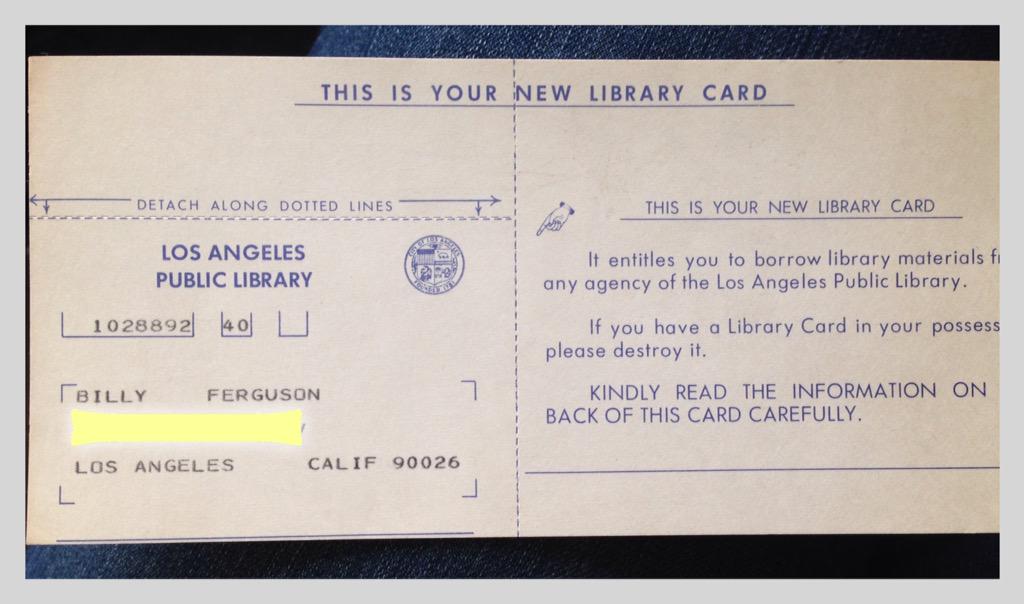 THIS IS YOUR NEW LIBRARY CARD
DETACH ALONG DOTTED LINES
LOS ANGELES
PUBLIC LIBRARY
1028892 40
BILLY FERGUSON
LOS ANGELES CALIF 90026
THIS IS YOUR NEW LIBRARY CARD
It entitles you to borrow library materials
any agency of the Los Angeles Public Library.
If you have a Library Card in your
please destroy it.
KINDLY READ THE INFORMATION ON
BACK OF THIS CARD CAREFULLY.